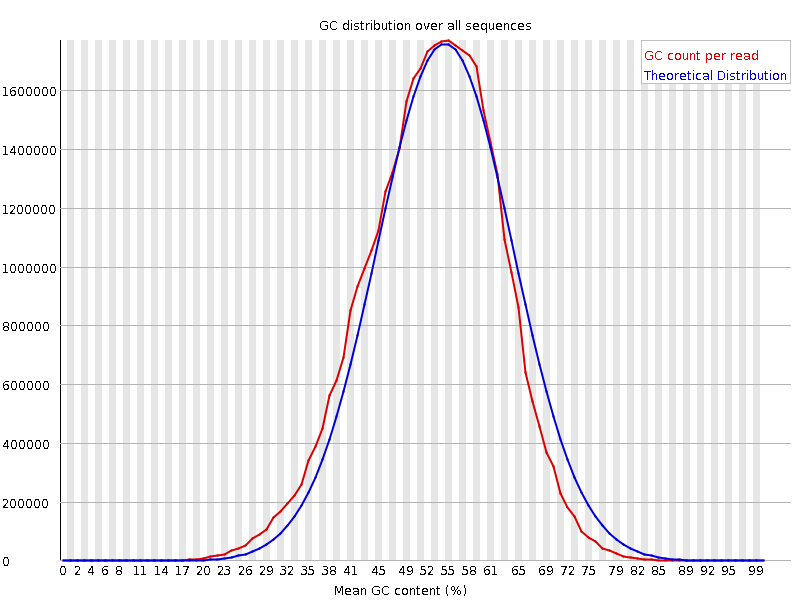 GC distribution over all sequences
GC count per read
Theoretical Distribution
1600000
1400000
1200000
1000000
800000
600000
400000
200000
0
0 2 4 6 8 11 14 17 20 23 26 29 32 35 38 41 45 49 52 55 58 61 65 69 72 75 79 82 85 89 92 95 99
Mean GC content (%)